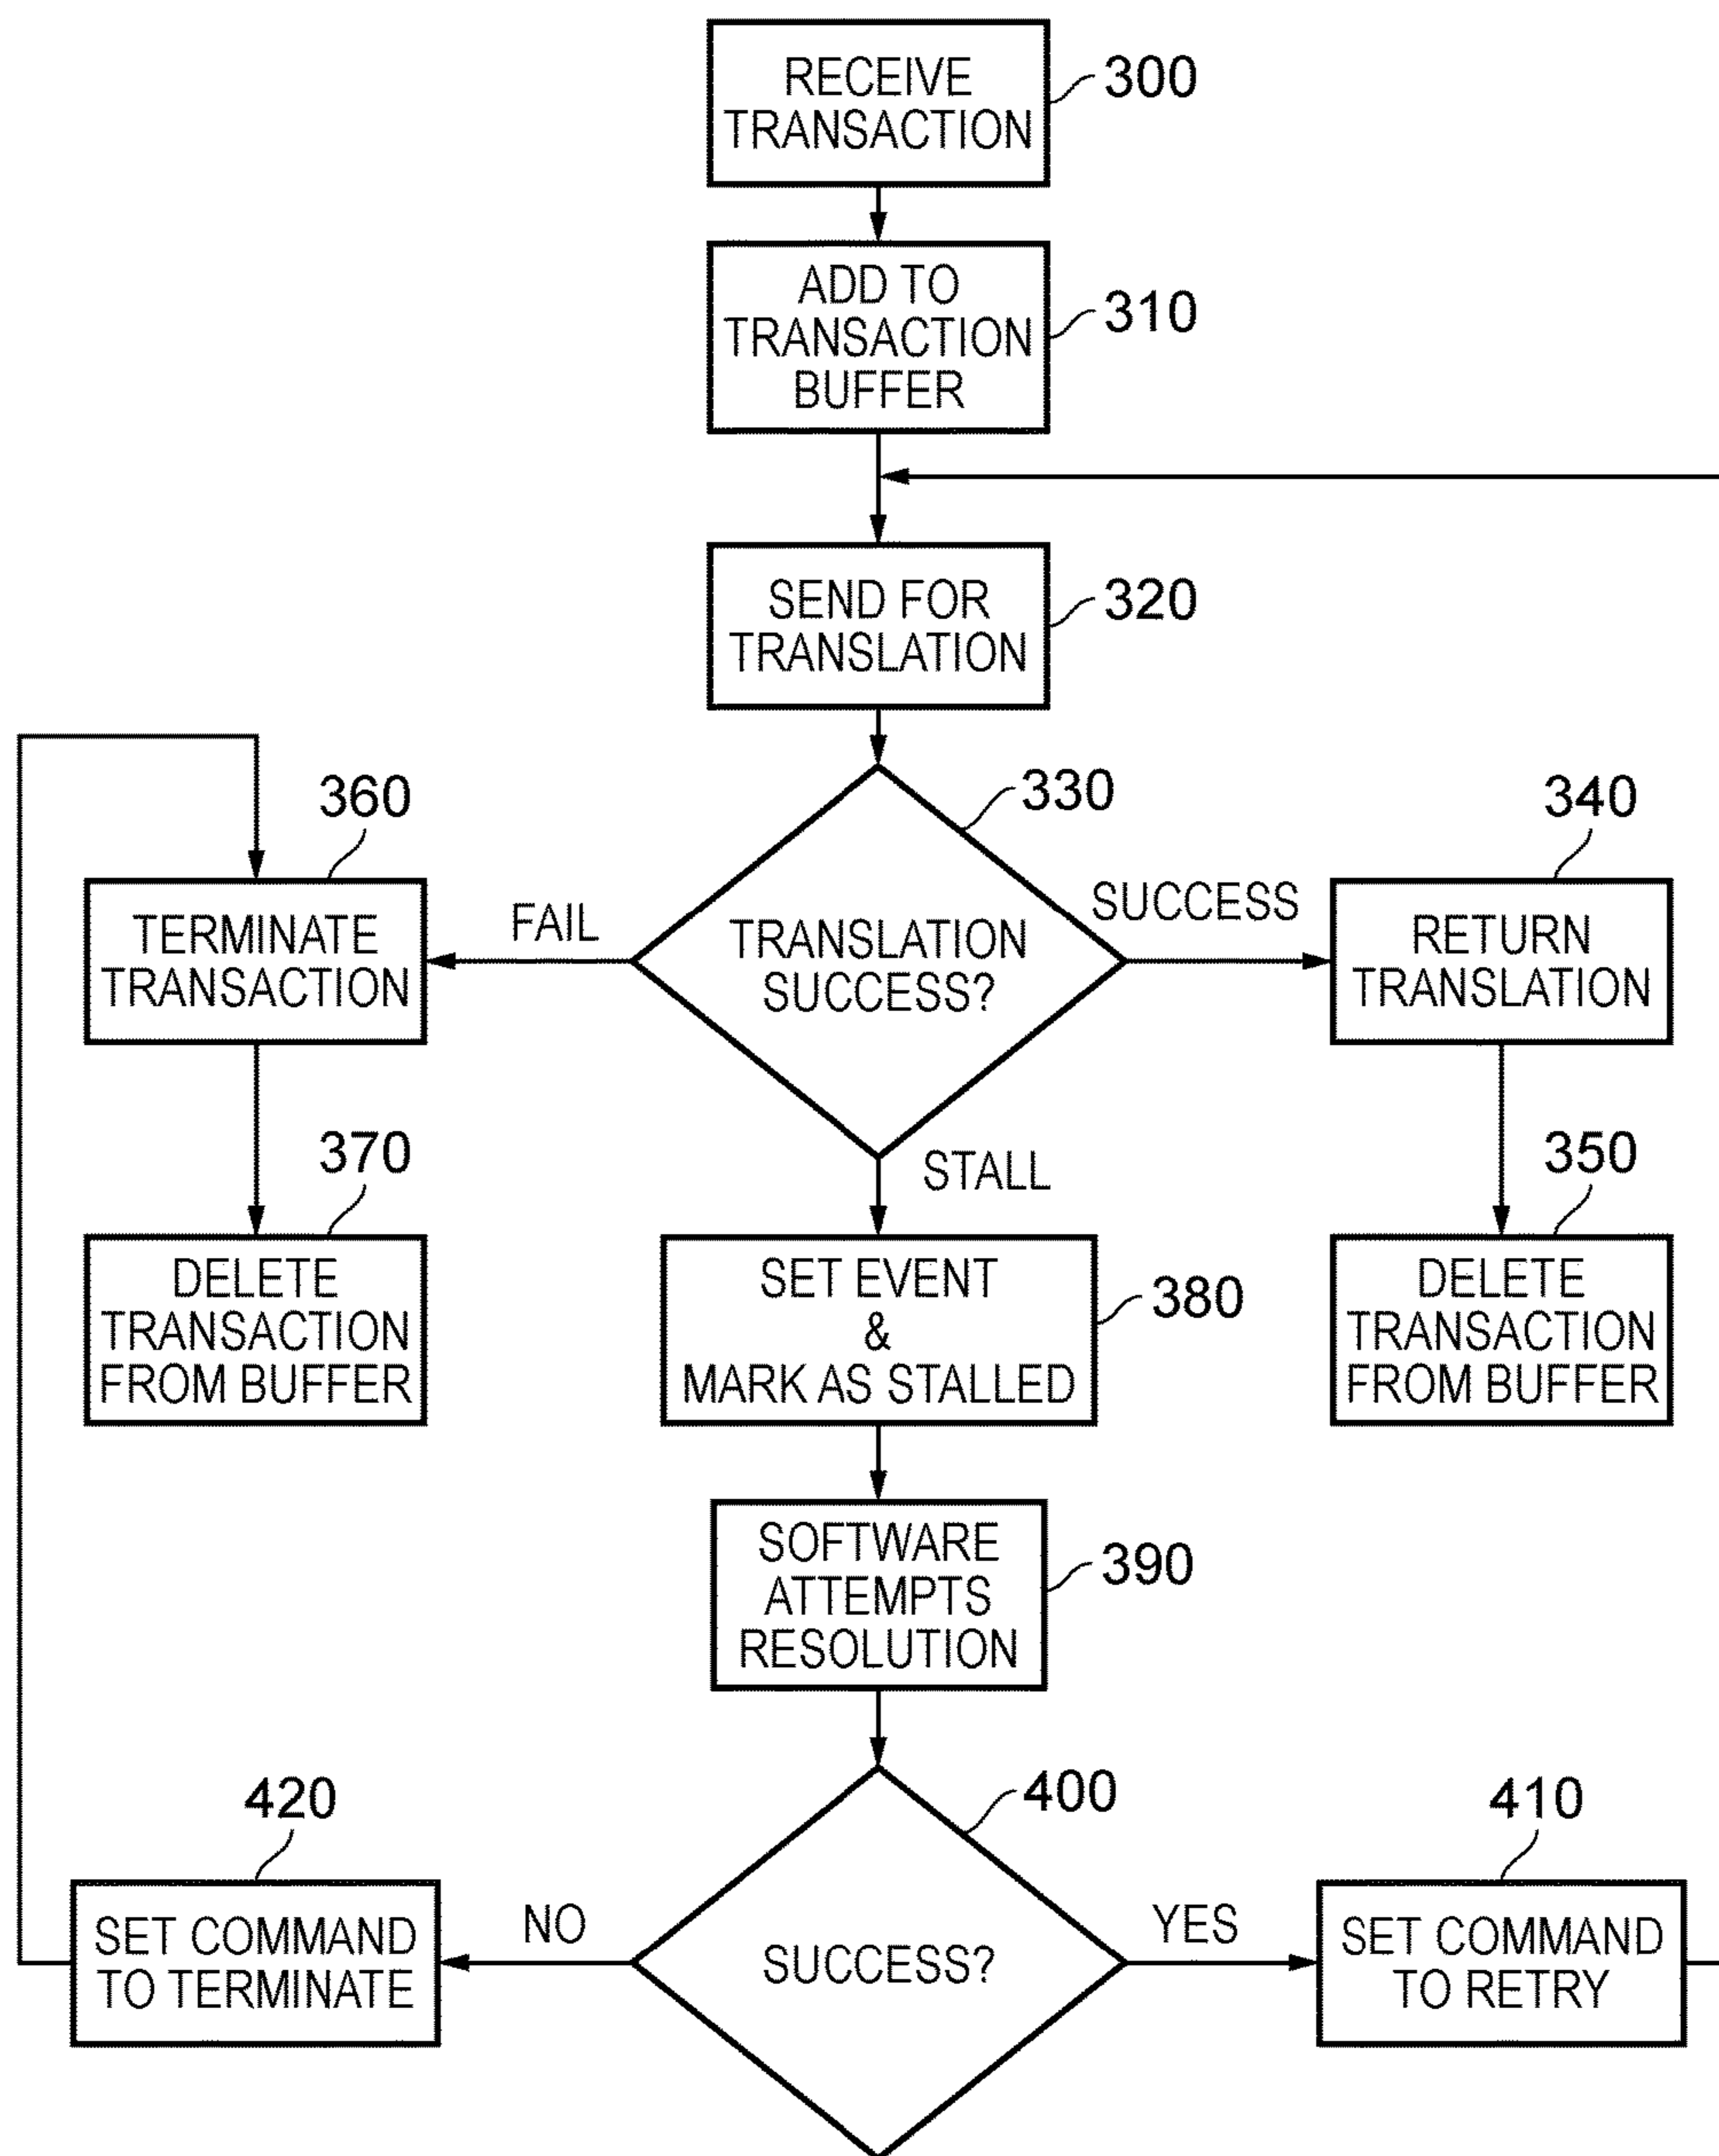 RECEIVE
TRANSACTION
300
ADD TO
TRANSACTION
BUFFER
310
SEND FOR
TRANSLATION
320
330
TRANSLATION
SUCCESS?
FAIL
SUCCESS
STALL
360
TERMINATE
TRANSACTION
340
RETURN
TRANSLATION
370
DELETE
TRANSACTION
FROM BUFFER
380
SET EVENT
&
MARK AS STALLED
350
DELETE
TRANSACTION
FROM BUFFER
390
SOFTWARE
ATTEMPTS
RESOLUTION
400
SUCCESS?
NO
YES
420
SET COMMAND
TO TERMINATE
410
SET COMMAND
TO RETRY